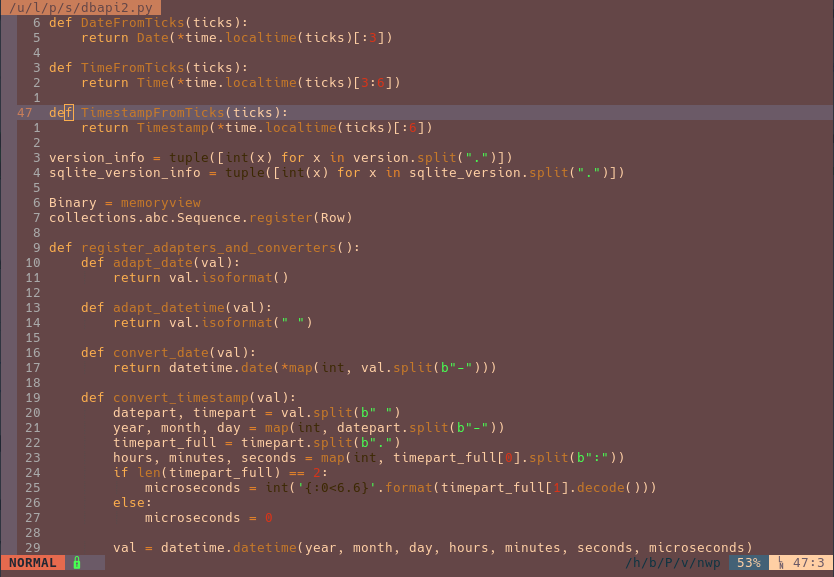 /u/l/p/s/dbapi2.py
6 def DateFromTicks(ticks):
5     return Date(*time.localtime(ticks)[:3])
4
3 def TimeFromTicks(ticks):
2     return Time(*time.localtime(ticks)[3:6])
1
47 def TimestampFromTicks(ticks):
1     return Timestamp(*time.localtime(ticks)[:6])
2
3 version_info = tuple([int(x) for x in version.split(".")])
4 sqlite_version_info = tuple([int(x) for x in sqlite_version.split(".")])
5
6 Binary = memoryview
7 collections.abc.Sequence.register(Row)
8
9 def register_adapters_and_converters():
10     def adapt_date(val):
11         return val.isoformat()
12
13     def adapt_datetime(val):
14         return val.isoformat(" ")
15
16     def convert_date(val):
17         return datetime.date(*map(int, val.split(b"-")))
18
19     def convert_timestamp(val):
20         datepart, timepart = val.split(b" ")
21         year, month, day = map(int, datepart.split(b"-"))
22         timepart_full = timepart.split(b".")
23         hours, minutes, seconds = map(int, timepart_full[0].split(b":"))
24         if len(timepart_full) == 2:
25             microseconds = int('{:0<6.6}'.format(timepart_full[1].decode()))
26         else:
27             microseconds = 0
28
29         val = datetime.datetime(year, month, day, hours, minutes, seconds, microseconds)
NORMAL /h/b/P/v/nwp 53% LN 47:3